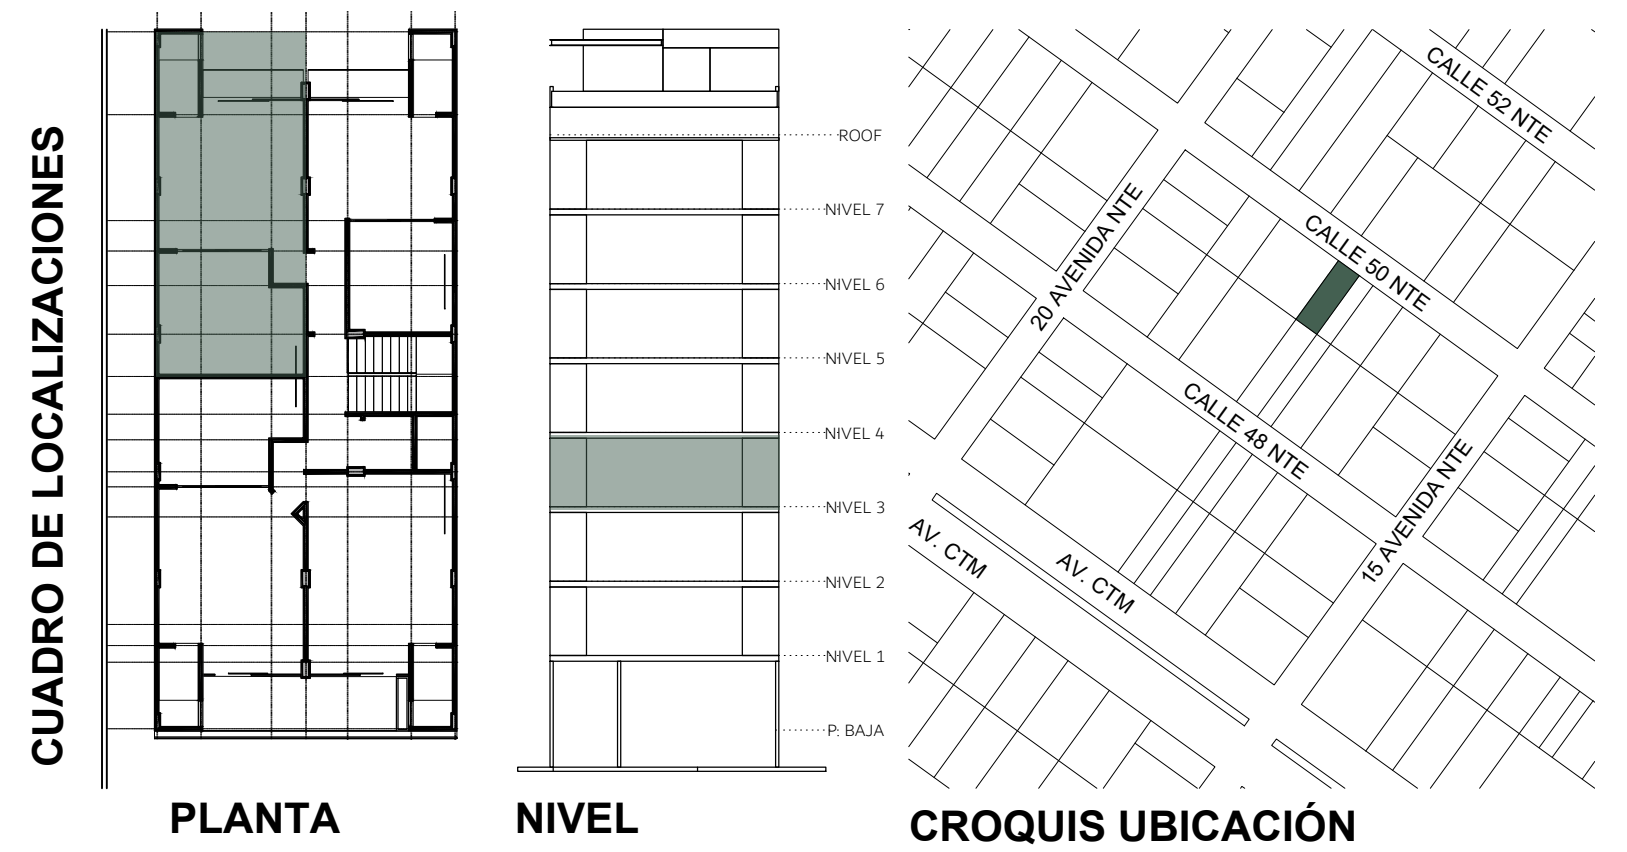 CUADRO DE LOCALIZACIONES
PLANTA
ROOF
NIVEL 7
NIVEL 6
NIVEL 5
NIVEL 4
NIVEL 3
NIVEL 2
NIVEL 1
P: BAJA
NIVEL
CALLE 52 NTE
20 AVENIDA NTE
CALLE 50 NTE
CALLE 48 NTE
15 AVENIDA NTE
AV. CTM
AV. CTM
CROQUIS UBICACIÓN